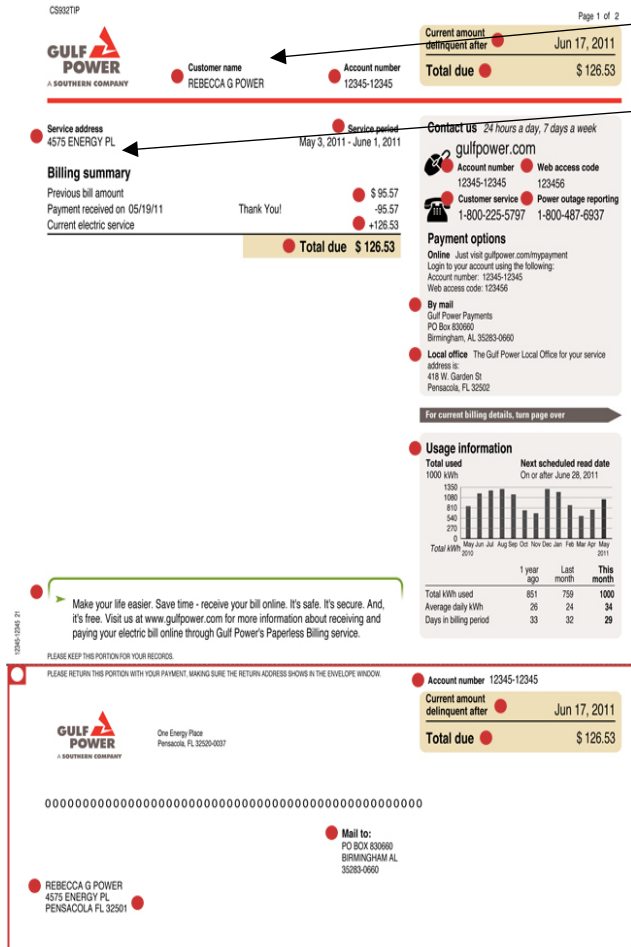 CS932TIP
Page 1 of 2
GULF
POWER
A SOUTHERN COMPANY
Customer name
REBECCA G POWER
Account number
12345-12345
Current amount
delinquent after Jun 17, 2011
Total due $ 126.53
Service address
4575 ENERGY PL
Service period
May 3, 2011 - June 1, 2011
Billing summary
Previous bill amount $ 95.57
Payment received on 05/19/11 Thank You! -95.57
Current electric service +126.53
Total due $ 126.53
Contact us 24 hours a day, 7 days a week
gulfpower.com
Account number Web access code
12345-12345 123456
Customer service Power outage reporting
1-800-225-5797 1-800-487-6937
Payment options
Online Just visit gulfpower.com/mypayment
Login to your account using the following:
Account number: 12345-12345
Web access code: 123456
By mail
Gulf Power Payments
PO Box 830660
Birmingham, AL 35283-0660
Local office The Gulf Power Local Office for your service
address is:
418 W. Garden St
Pensacola, FL 32502
For current billing details, turn page over
Usage information
Total used Next scheduled read date
1000 kWh On or after June 28, 2011
1350
1080
810
540
270
0
Total kWh May Jun Jul Aug Sep Oct Nov Dec Jan Feb Mar Apr May
2010 2011
1 year Last This
ago month month
Total kWh used 851 759 1000
Average daily kWh 26 24 34
Days in billing period 33 32 29
Make your life easier. Save time - receive your bill online. It's safe. It's secure. And,
it's free. Visit us at www.gulfpower.com for more information about receiving and
paying your electric bill online through Gulf Power's Paperless Billing service.
12345-12345 21
PLEASE KEEP THIS PORTION FOR YOUR RECORDS.
PLEASE RETURN THIS PORTION WITH YOUR PAYMENT, MAKING SURE THE RETURN ADDRESS SHOWS IN THE ENVELOPE WINDOW.
Account number 12345-12345
Current amount
delinquent after Jun 17, 2011
Total due $ 126.53
GULF
POWER
A SOUTHERN COMPANY
One Energy Place
Pensacola, FL 32520-0037
00000000000000000000000000000000000000000000000000
Mail to:
PO BOX 830660
BIRMINGHAM AL
35283-0660
REBECCA G POWER
4575 ENERGY PL
PENSACOLA FL 32501